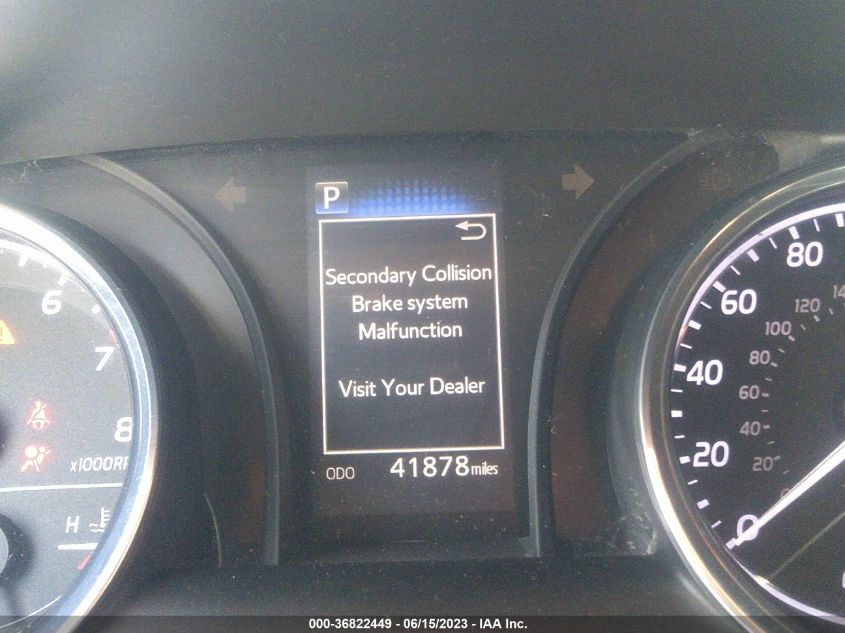 P
Secondary Collision
Brake system
Malfunction
Visit Your Dealer
ODO 41878 miles
6
7
8
H
80
60
40
20
0
120
100
80
60
40
20
000-36822449 - 06/15/2023 - IAA Inc.